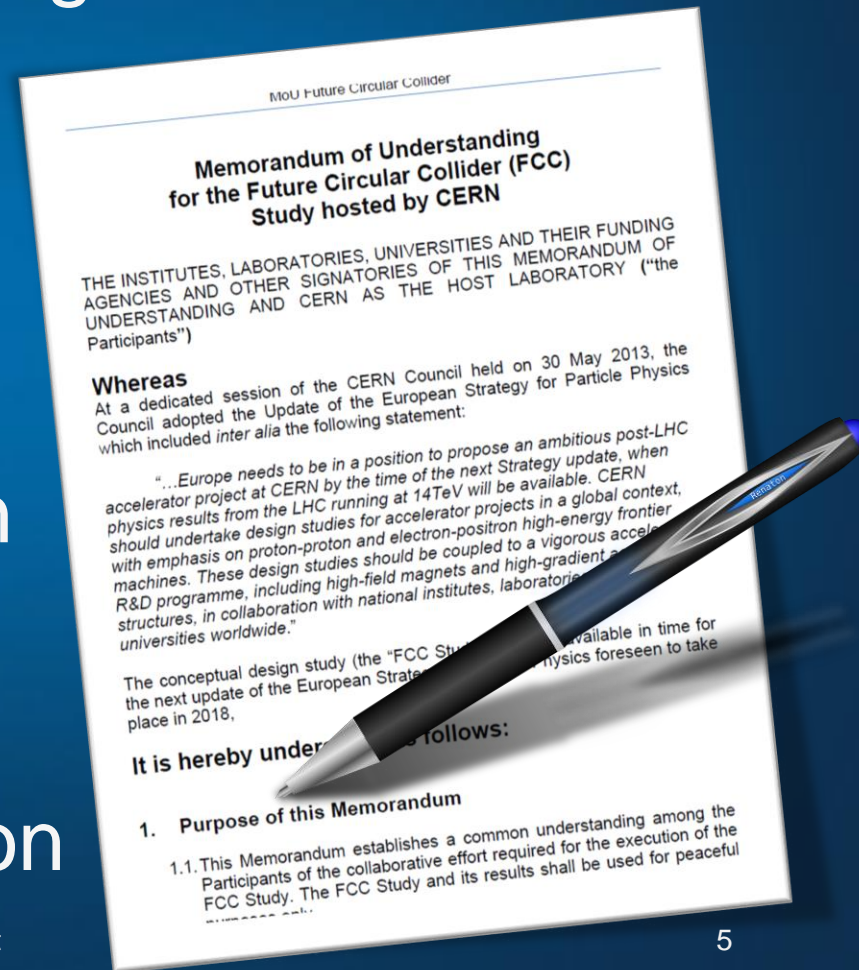 g
n
on
MoU Future Circular Collider
Memorandum of Understanding
for the Future Circular Collider (FCC)
Study hosted by CERN
THE INSTITUTES, LABORATORIES, UNIVERSITIES AND THEIR FUNDING
AGENCIES AND OTHER SIGNATORIES OF THIS MEMORANDUM OF
UNDERSTANDING AND CERN AS THE HOST LABORATORY ("the
Participants")
Whereas
At a dedicated session of the CERN Council held on 30 May 2013, the
Council adopted the Update of the European Strategy for Particle Physics
which included inter alia the following statement:
"…Europe needs to be in a position to propose an ambitious post-LHC
accelerator project at CERN by the time of the next Strategy update, when
physics results from the LHC running at 14TeV will be available. CERN
should undertake design studies for accelerator projects in a global context,
with emphasis on proton-proton and electron-positron high-energy frontier
machines. These design studies should be coupled to a vigorous accele
R&D programme, including high-field magnets and high-gradient
structures, in collaboration with national institutes, laboratorie
universities worldwide."
The conceptual design study (the "FCC Stu vailable in time for
the next update of the European Strate hysics foreseen to take
place in 2018,
It is hereby under follows:
1. Purpose of this Memorandum
1.1. This Memorandum establishes a common understanding among the
Participants of the collaborative effort required for the execution of the
FCC Study. The FCC Study and its results shall be used for peaceful
Renaton
5